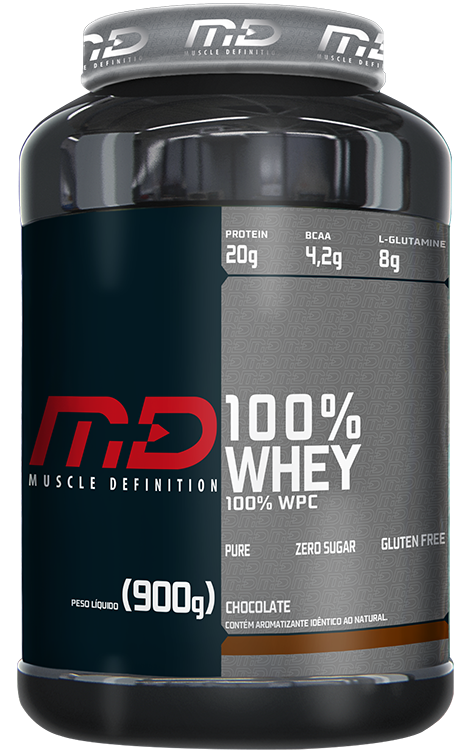 MD
MUSCLE DEFINITION
PROTEIN
20g
BCAA
4,2g
L-GLUTAMINE
8g
MD
MUSCLE DEFINITION
100%
WHEY
100% WPC
PURE
ZERO SUGAR
GLUTEN FREE
PESO LÍQUIDO (900g)
CHOCOLATE
CONTÉM AROMATIZANTE IDÊNTICO AO NATURAL.